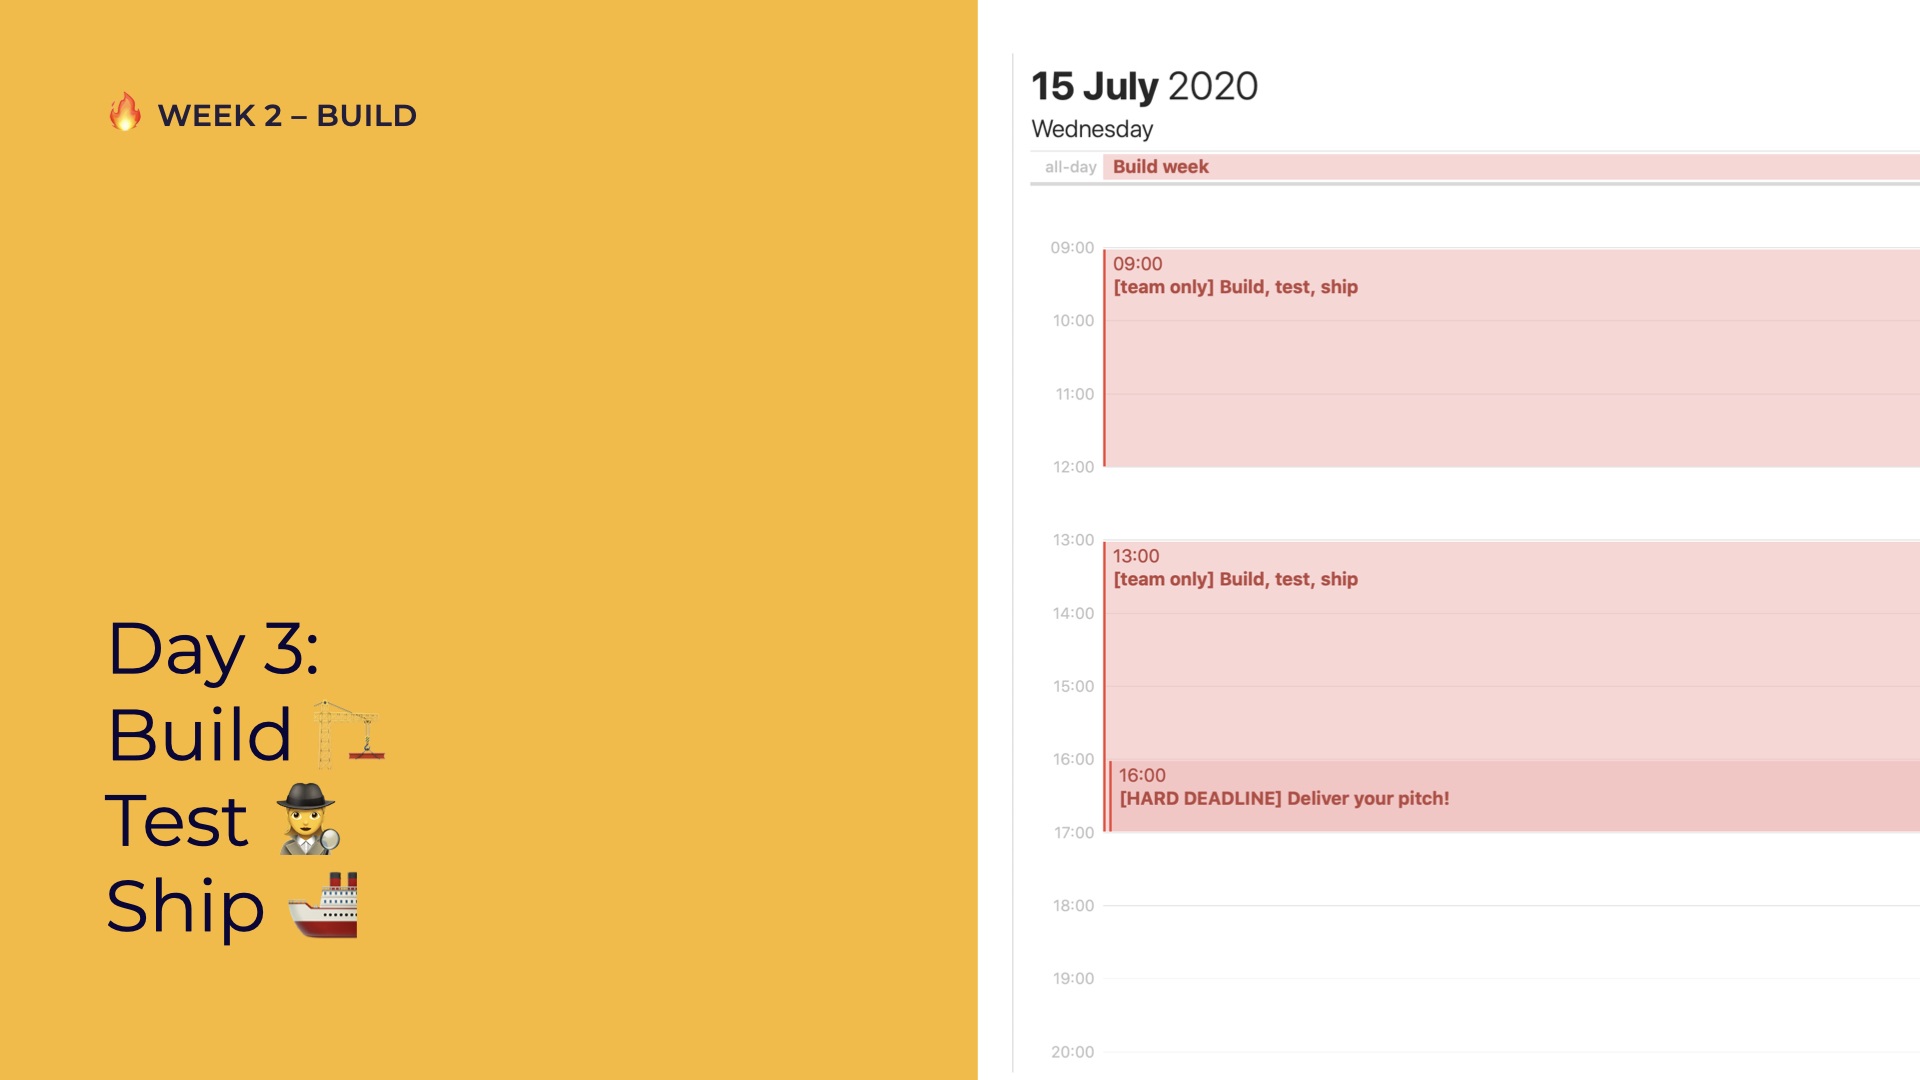 🔥 WEEK 2 – BUILD
Day 3:
Build 🏗️
Test 🕵️‍♀️
Ship 🚢
15 July 2020
Wednesday
all-day Build week
09:00
09:00
[team only] Build, test, ship
10:00
11:00
12:00
13:00
13:00
[team only] Build, test, ship
14:00
15:00
16:00
16:00
[HARD DEADLINE] Deliver your pitch!
17:00
18:00
19:00
20:00